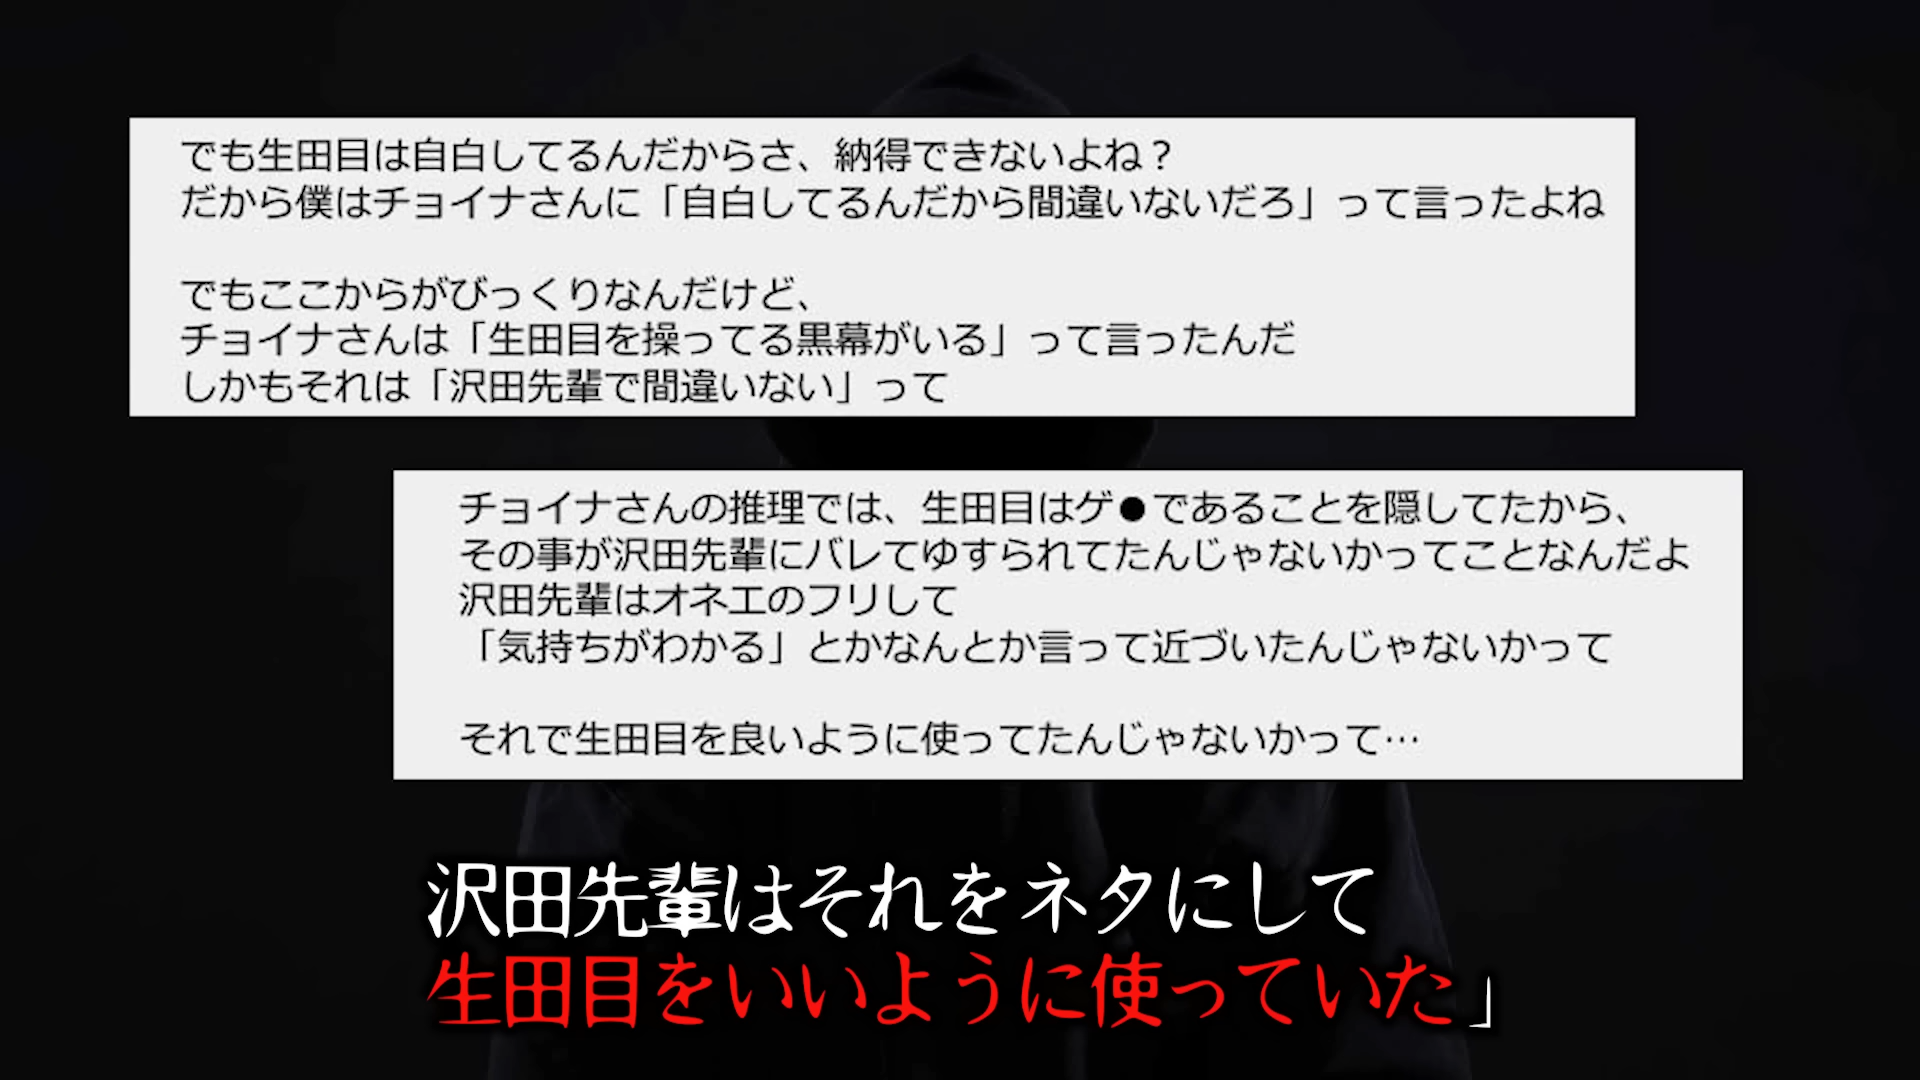 でも生田目は自白してるんだからさ、納得できないよね？
だから僕はチョイナさんに「自白してるんだから間違いないだろ」って言ったよね
でもここからがびっくりなんだけど、
チョイナさんは「生田目を操ってる黒幕がいる」って言ったんだ
しかもそれは「沢田先輩で間違いない」って
チョイナさんの推理では、生田目はゲ●であることを隠してたから、
その事が沢田先輩にバレてゆすられてたんじゃないかってことなんだよ
沢田先輩はオネエのフリして
「気持ちがわかる」とかなんとか言って近づいたんじゃないかって
それで生田目を良いように使ってたんじゃないかって…
沢田先輩はそれをネタにして
生田目をいいように使っていた」